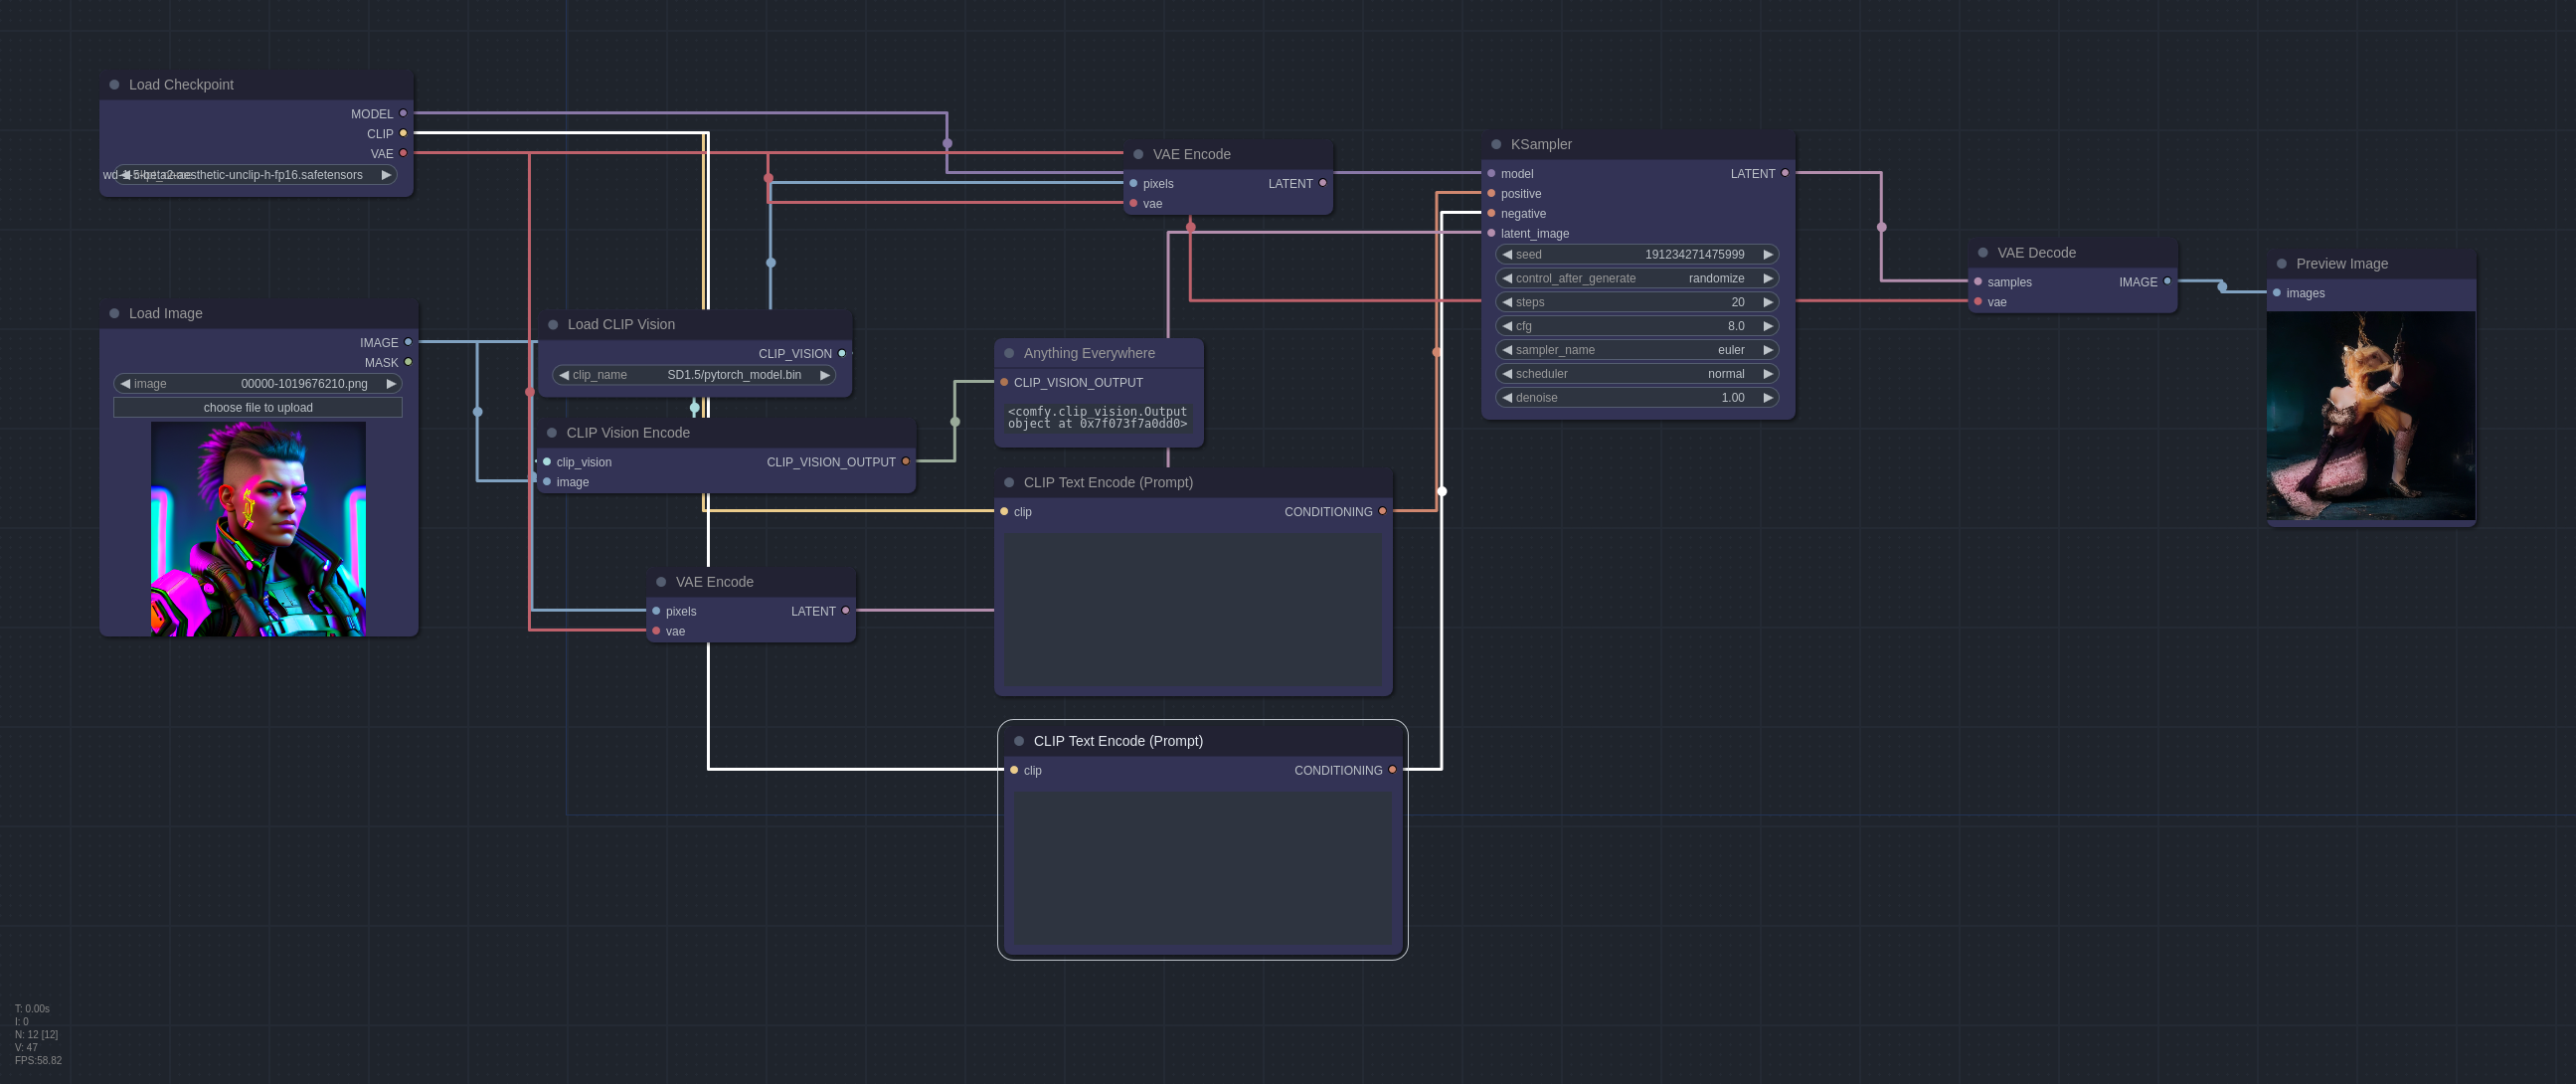 Load Checkpoint
MODEL
CLIP
VAE
aesthetic-unclip-h-fp16.safetensors
Load Image
IMAGE
MASK
image 00000-1019676210.png
choose file to upload
Load CLIP Vision
CLIP_VISION
clip_name SD1.5/pytorch_model.bin
CLIP Vision Encode
clip_vision CLIP_VISION_OUTPUT
image
VAE Encode
pixels LATENT
vae
VAE Encode
pixels LATENT
vae
Anything Everywhere
CLIP_VISION_OUTPUT
<comfy.clip_vision.Output
object at 0x7f073f7a0dd0>
CLIP Text Encode (Prompt)
clip CONDITIONING
CLIP Text Encode (Prompt)
clip CONDITIONING
KSampler
model LATENT
positive
negative
latent_image
seed 191234271475999
control_after_generate randomize
steps 20
cfg 8.0
sampler_name euler
scheduler normal
denoise 1.00
VAE Decode
samples IMAGE
vae
Preview Image
images
T: 0.00s
I: 0
N: 12 [12]
V: 47
FPS:58.82